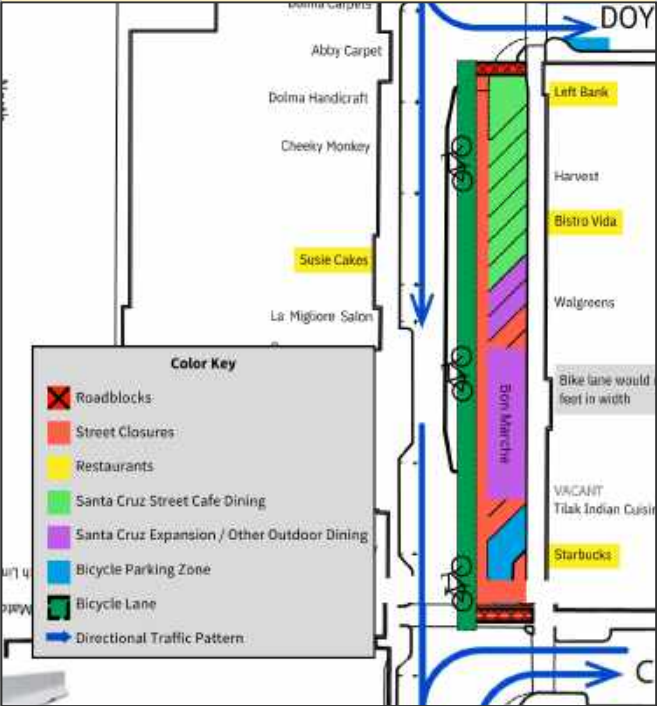 Dolma Carpets
DOY
Abby Carpet
Left Bank
Dolma Handicraft
Cheeky Monkey
Harvest
Bistro Vida
Susie Cakes
Walgreens
La Migliore Salon
Color Key
Roadblocks
Street Closures
Restaurants
Santa Cruz Street Cafe Dining
Santa Cruz Expansion / Other Outdoor Dining
Bicycle Parking Zone
Bicycle Lane
Directional Traffic Pattern
Bon Marche
Bike lane would
feet in width
VACANT
Tilak Indian Cuisi
Starbucks
C